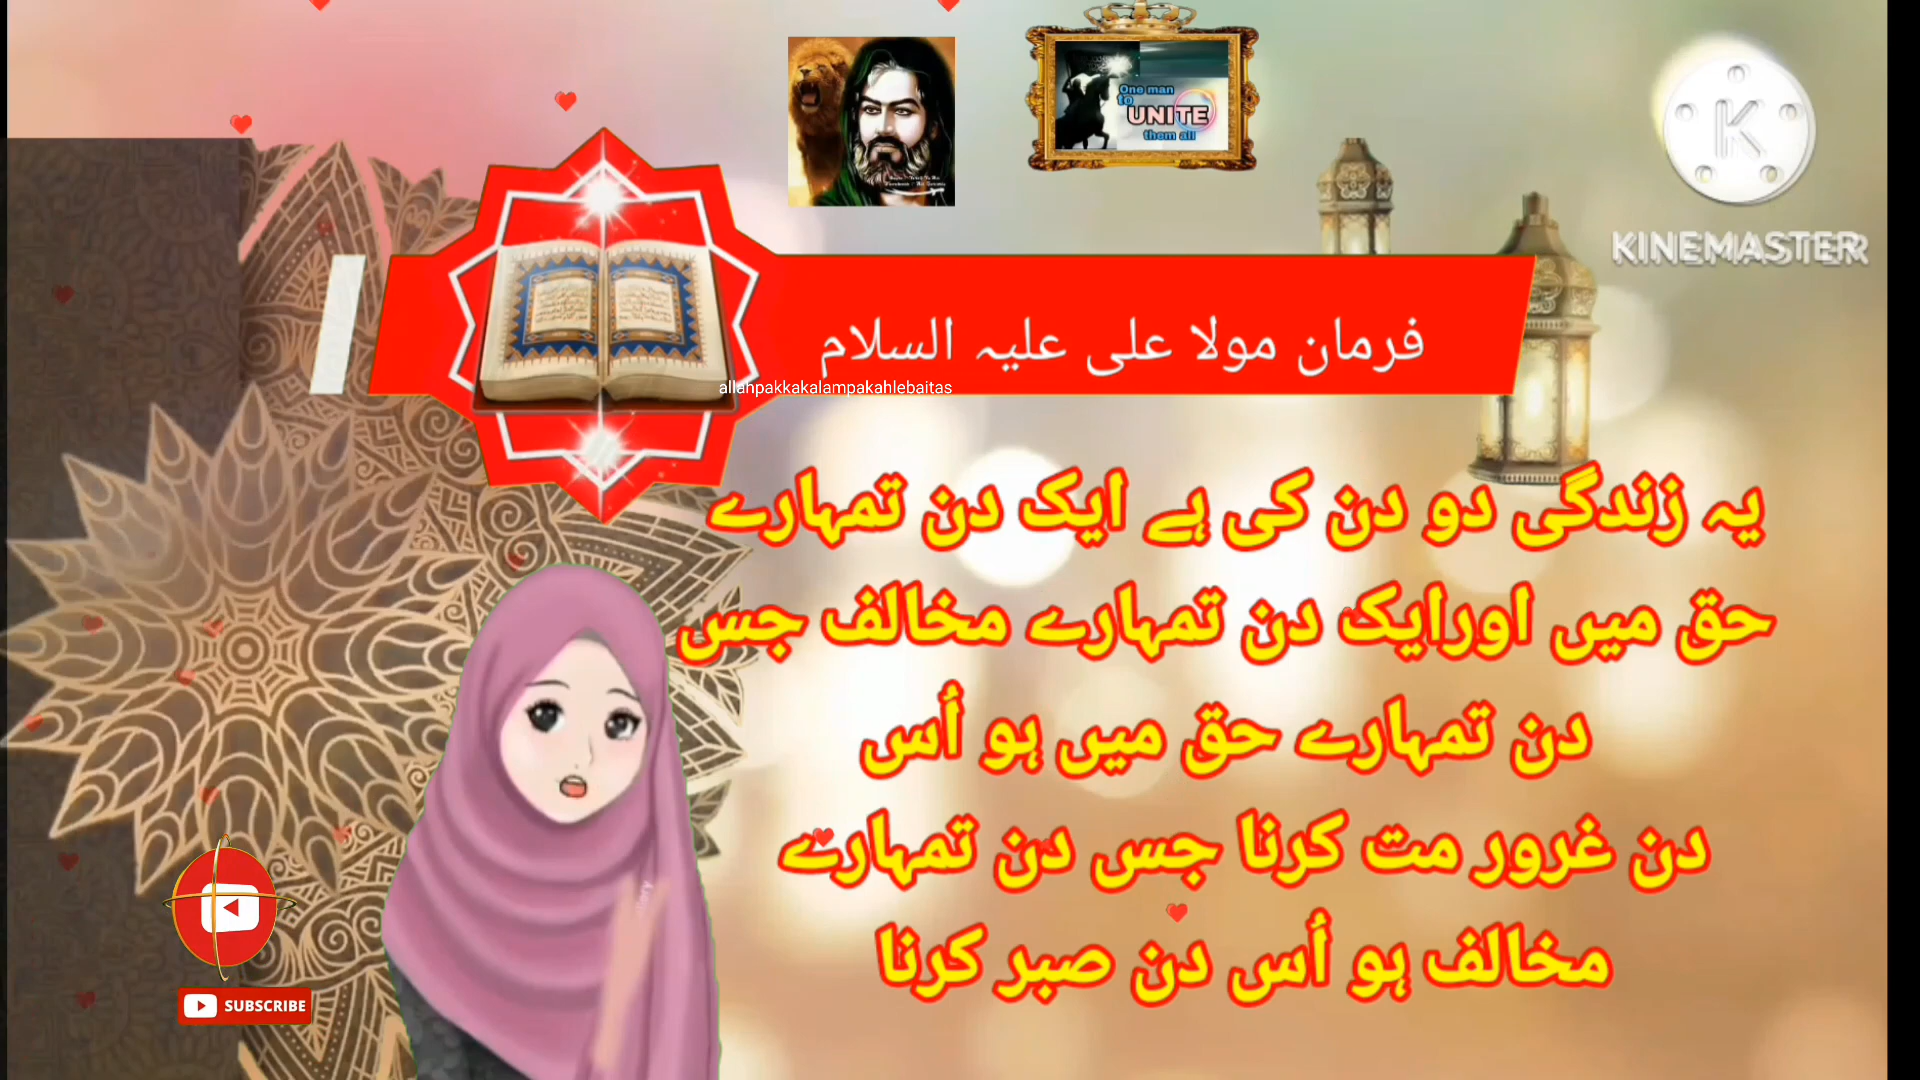 One man
to
UNITE
them all
KINEMASTER
فرمان مولا علی علیہ السلام
allahpakkakalampakahlebaitas
یہ زندگی دو دن کی ہے ایک دن تمہارے
حق میں اورایک دن تمہارے مخالف جس
دن تمہارے حق میں ہو اُس
دن غرور مت کرنا جس دن تمہارے
مخالف ہو اُس دن صبر کرنا
SUBSCRIBE